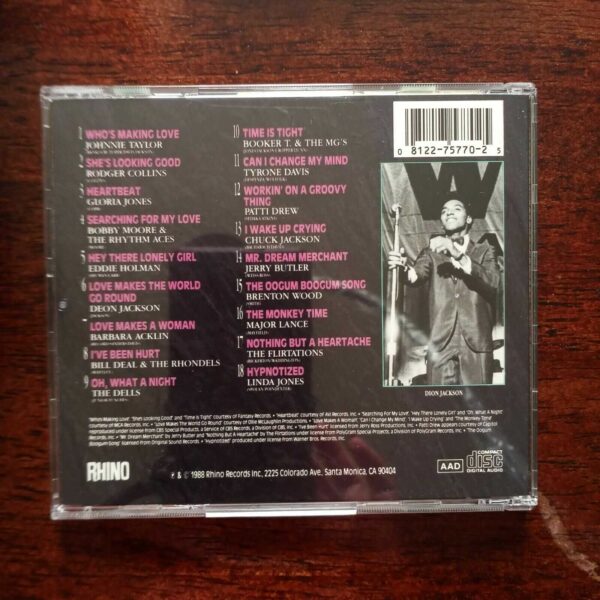 1 WHO'S MAKING LOVE
JOHNNIE TAYLOR
2 SHE'S LOOKING GOOD
RODGER COLLINS
3 HEARTBEAT
GLORIA JONES
4 SEARCHING FOR MY LOVE
BOBBY MOORE &
THE RHYTHM ACES
5 HEY THERE LONELY GIRL
EDDIE HOLMAN
6 LOVE MAKES THE WORLD
GO ROUND
DEON JACKSON
7 LOVE MAKES A WOMAN
BARBARA ACKLIN
8 I'VE BEEN HURT
BILL DEAL & THE RHONDELS
9 OH, WHAT A NIGHT
THE DELLS
10 TIME IS TIGHT
BOOKER T. & THE MG'S
11 CAN I CHANGE MY MIND
TYRONE DAVIS
12 WORKIN' ON A GROOVY
THING
PATTI DREW
13 I WAKE UP CRYING
CHUCK JACKSON
14 MR. DREAM MERCHANT
JERRY BUTLER
15 THE OOGUM BOOGUM SONG
BRENTON WOOD
16 THE MONKEY TIME
MAJOR LANCE
17 NOTHING BUT A HEARTACHE
THE FLIRTATIONS
18 HYPNOTIZED
LINDA JONES
0 81227-75770-2 5
DION JACKSON
RHINO
℗ & © 1988 Rhino Records Inc., 2225 Colorado Ave., Santa Monica, CA 90404
AAD
COMPACT
disc
DIGITAL AUDIO